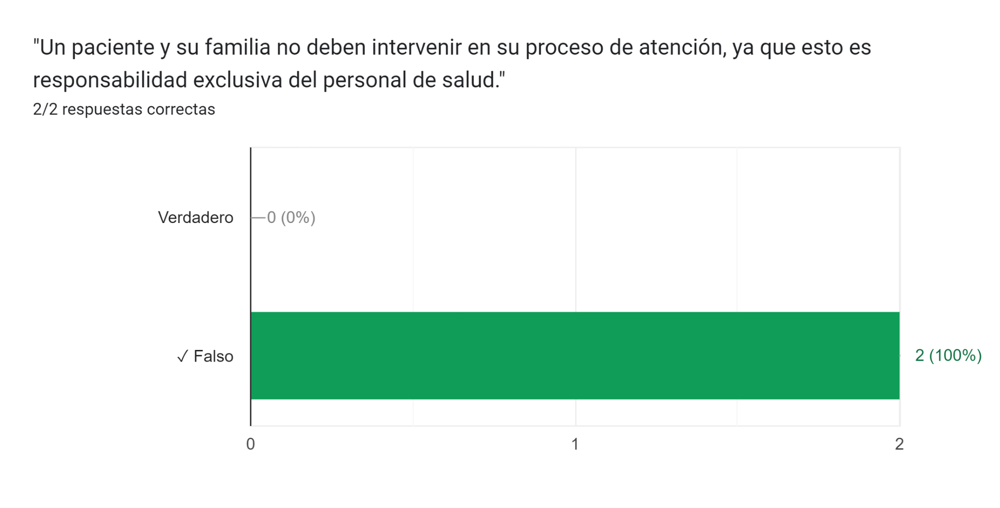 "Un paciente y su familia no deben intervenir en su proceso de atención, ya que esto es
responsabilidad exclusiva del personal de salud."
2/2 respuestas correctas
Verdadero
0 (0%)
✓ Falso
2 (100%)
0
1
2